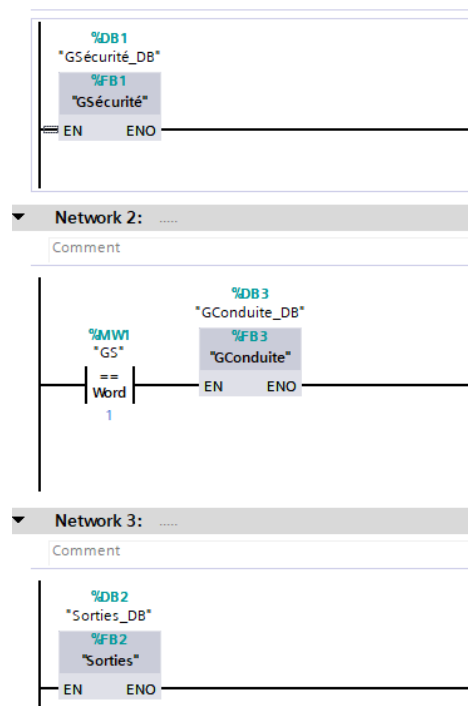 %DB1
"GSécurité_DB"
%FB1
"GSécurité"
EN ENO
Network 2: .....
Comment
%DB3
"GConduite_DB"
%MW1
"GS"
%FB3
"GConduite"
==
Word
EN ENO
1
Network 3: .....
Comment
%DB2
"Sorties_DB"
%FB2
"Sorties"
EN ENO